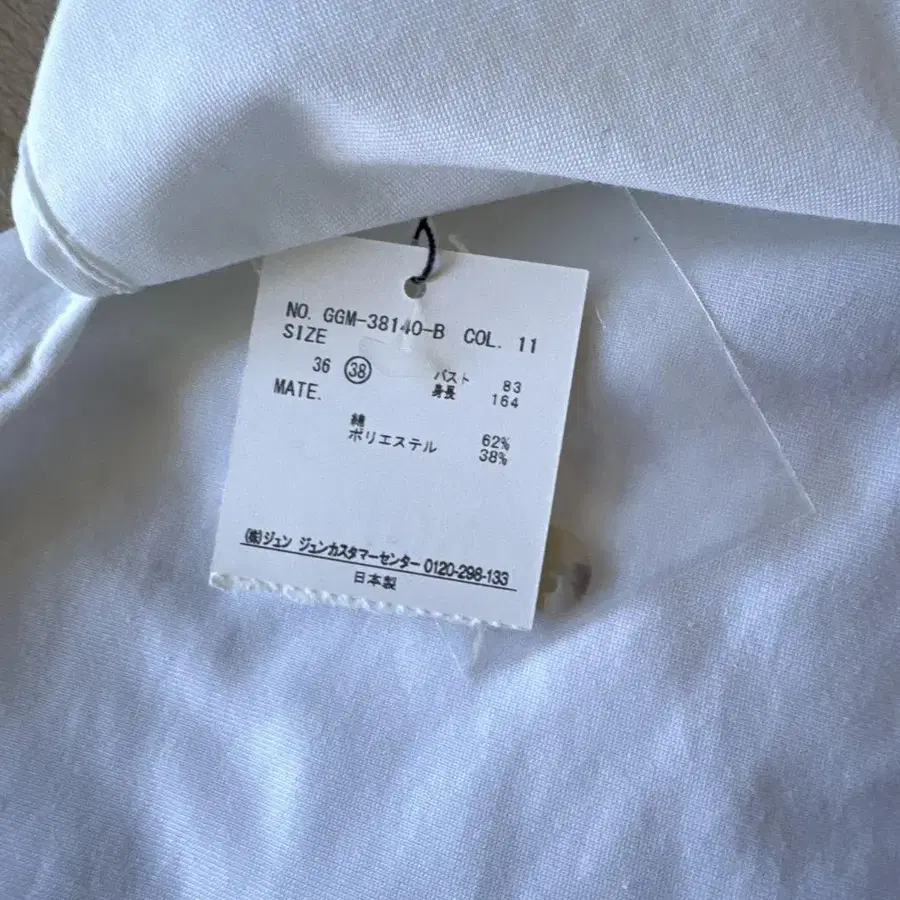 NO. GGM-38140-B COL. 11
SIZE
36 38 バスト 83
身長 164
MATE.
綿 62%
ポリエステル 38%
(株)ジュン ジュンカスタマーセンター 0120-298-133
日本製